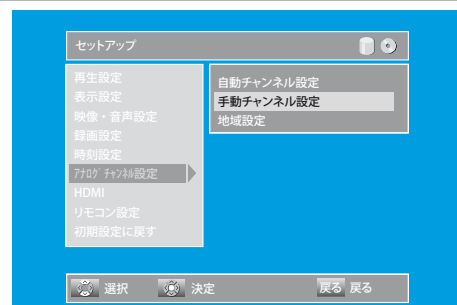 セットアップ
再生設定
表示設定
映像・音声設定
録画設定
時刻設定
ｱﾅﾛｸﾞ ﾁｬﾝﾈﾙ設定
HDMI
リモコン設定
初期設定に戻す
自動チャンネル設定
手動チャンネル設定
地域設定
選択 決定 戻る 戻る